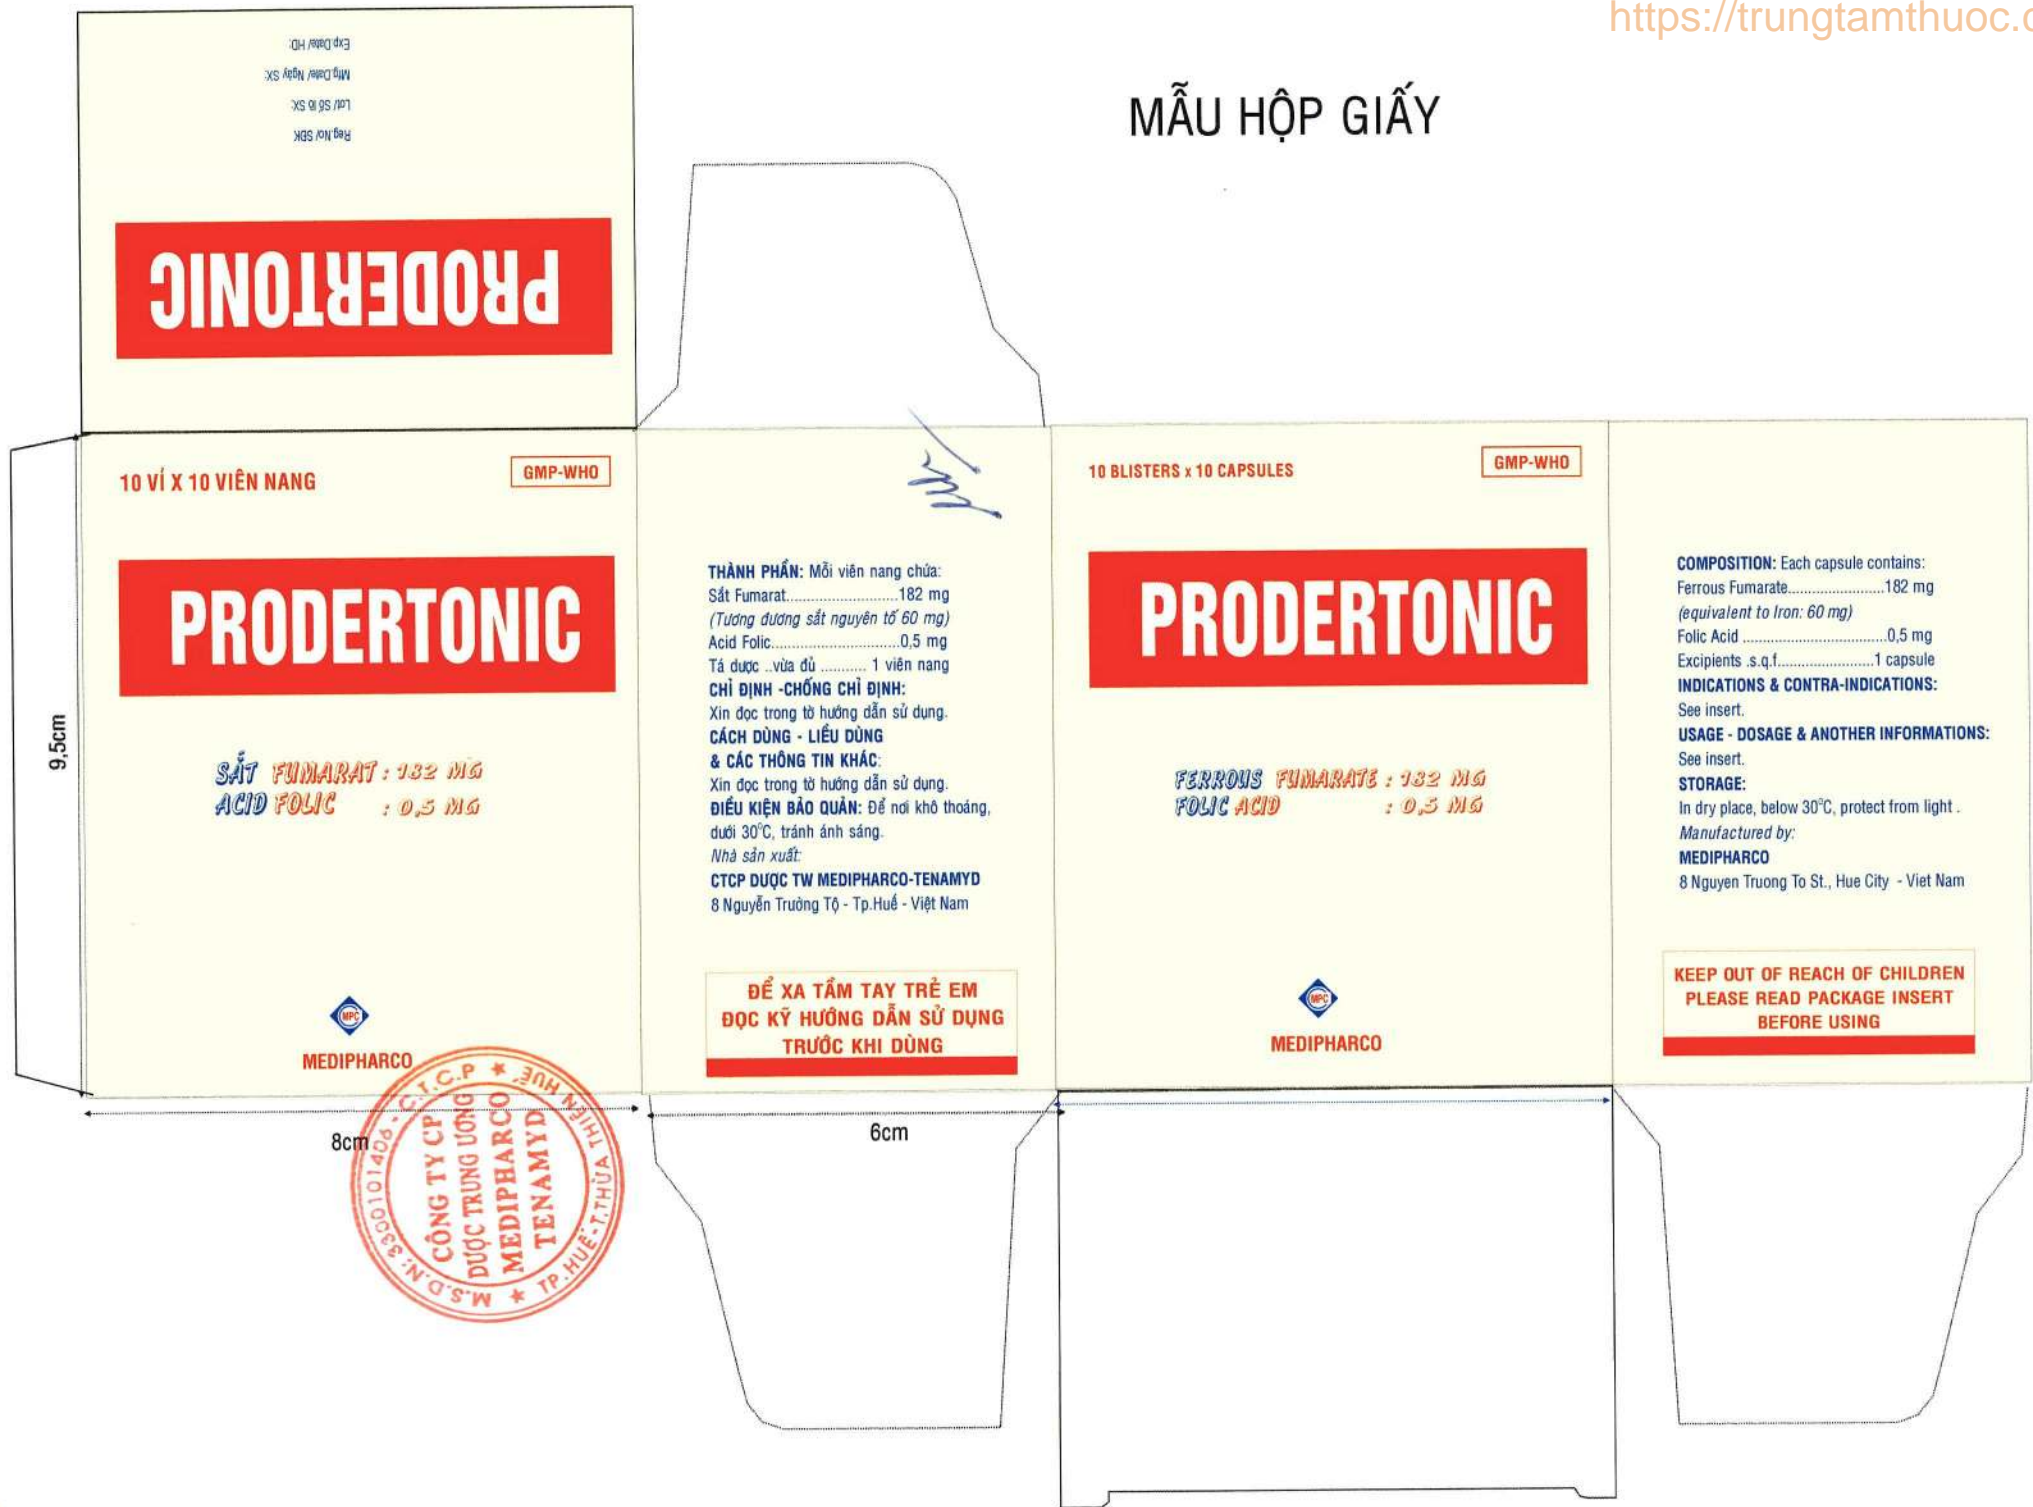 https://trungtamthuoc.c
MẪU HỘP GIẤY
Reg.No/ SĐK
Lot/ Số lô SX:
Mfg.Date/ Ngày SX:
Exp.Date/ HD:
PRODERTONIC
10 VỈ X 10 VIÊN NANG
GMP-WHO
PRODERTONIC
SẮT FUMARAT : 182 MG
ACID FOLIC : 0,5 MG
MPC
MEDIPHARCO
9,5cm
8cm
THÀNH PHẦN: Mỗi viên nang chứa:
Sắt Fumarat..........................182 mg
(Tương đương sắt nguyên tố 60 mg)
Acid Folic..............................0,5 mg
Tá dược ..vừa đủ ........... 1 viên nang
CHỈ ĐỊNH -CHỐNG CHỈ ĐỊNH:
Xin đọc trong tờ hướng dẫn sử dụng.
CÁCH DÙNG - LIỀU DÙNG
& CÁC THÔNG TIN KHÁC:
Xin đọc trong tờ hướng dẫn sử dụng.
ĐIỀU KIỆN BẢO QUẢN: Để nơi khô thoáng,
dưới 30°C, tránh ánh sáng.
Nhà sản xuất:
CTCP DƯỢC TW MEDIPHARCO-TENAMYD
8 Nguyễn Trường Tộ - Tp.Huế - Việt Nam
ĐỂ XA TẦM TAY TRẺ EM
ĐỌC KỸ HƯỚNG DẪN SỬ DỤNG
TRƯỚC KHI DÙNG
6cm
10 BLISTERS x 10 CAPSULES
GMP-WHO
PRODERTONIC
FERROUS FUMARATE : 182 MG
FOLIC ACID : 0,5 MG
MPC
MEDIPHARCO
COMPOSITION: Each capsule contains:
Ferrous Fumarate.......................182 mg
(equivalent to Iron: 60 mg)
Folic Acid ..................................0,5 mg
Excipients .s.q.f.......................1 capsule
INDICATIONS & CONTRA-INDICATIONS:
See insert.
USAGE - DOSAGE & ANOTHER INFORMATIONS:
See insert.
STORAGE:
In dry place, below 30°C, protect from light .
Manufactured by:
MEDIPHARCO
8 Nguyen Truong To St., Hue City - Viet Nam
KEEP OUT OF REACH OF CHILDREN
PLEASE READ PACKAGE INSERT
BEFORE USING
M.S.D.N: 3300101406 - C.T.C.P
TP.HUẾ-T.THỪA THIÊN HUẾ
CÔNG TY CP
DƯỢC TRUNG ƯƠNG
MEDIPHARCO
TENAMYD